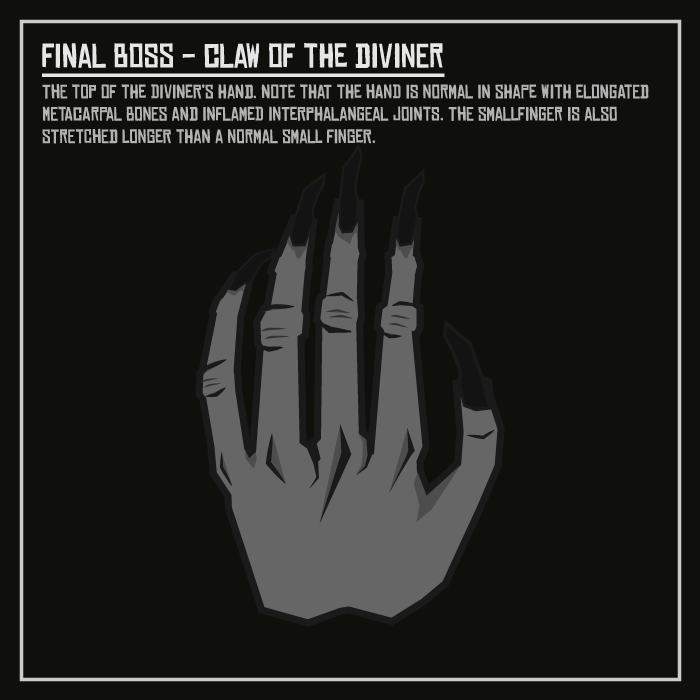 FINAL BOSS - CLAW OF THE DIVINER
THE TOP OF THE DIVINER'S HAND. NOTE THAT THE HAND IS NORMAL IN SHAPE WITH ELONGATED
METACARPAL BONES AND INFLAMED INTERPHALANGEAL JOINTS. THE SMALLFINGER IS ALSO
STRETCHED LONGER THAN A NORMAL SMALL FINGER.